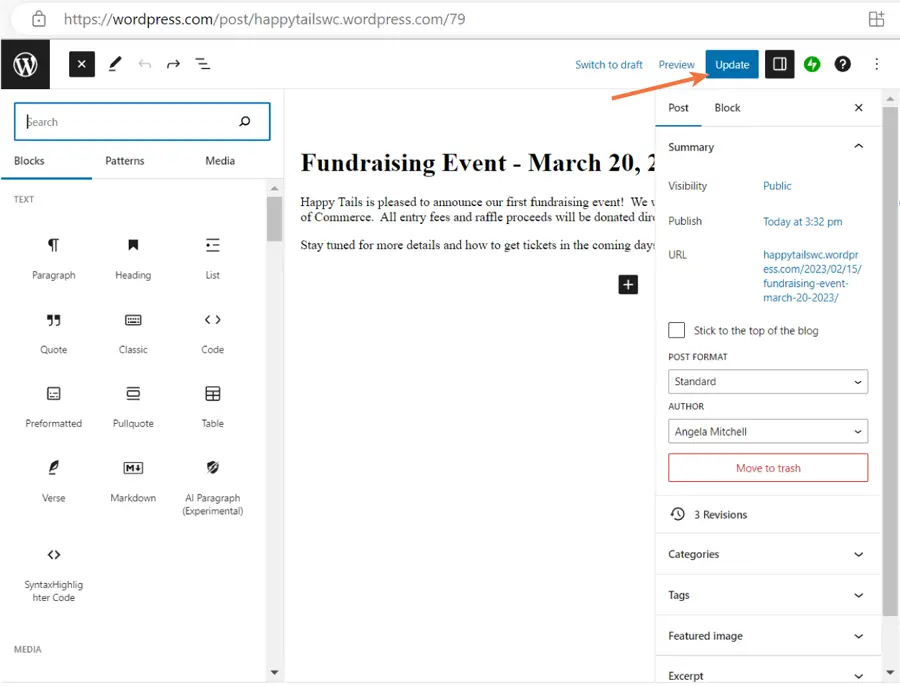 https://wordpress.com/post/happytailswc.wordpress.com/79
Switch to draft
Preview
Update
Search
Blocks
Patterns
Media
TEXT
Paragraph
Heading
List
Quote
Classic
Code
Preformatted
Pullquote
Table
Verse
Markdown
AI Paragraph
(Experimental)
SyntaxHighlig
hter Code
MEDIA
Fundraising Event - March 20, 2
Happy Tails is pleased to announce our first fundraising event! We
of Commerce. All entry fees and raffle proceeds will be donated
Stay tuned for more details and how to get tickets in the coming days
Post
Block
Summary
Visibility
Public
Publish
Today at 3:32 pm
URL
happytailswc.wordpr
ess.com/2023/02/15/
fundraising-event-
march-20-2023/
Stick to the top of the blog
POST FORMAT
Standard
AUTHOR
Angela Mitchell
Move to trash
3 Revisions
Categories
Tags
Featured image
Excerpt